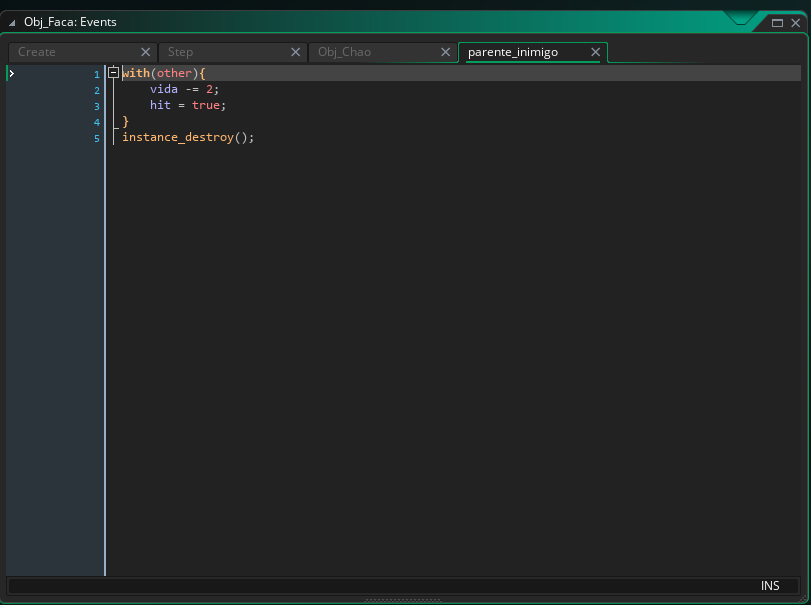 Obj_Faca: Events
Create Step Obj_Chao parente_inimigo
1 with(other){
2 vida -= 2;
3 hit = true;
4 }
5 instance_destroy();
INS